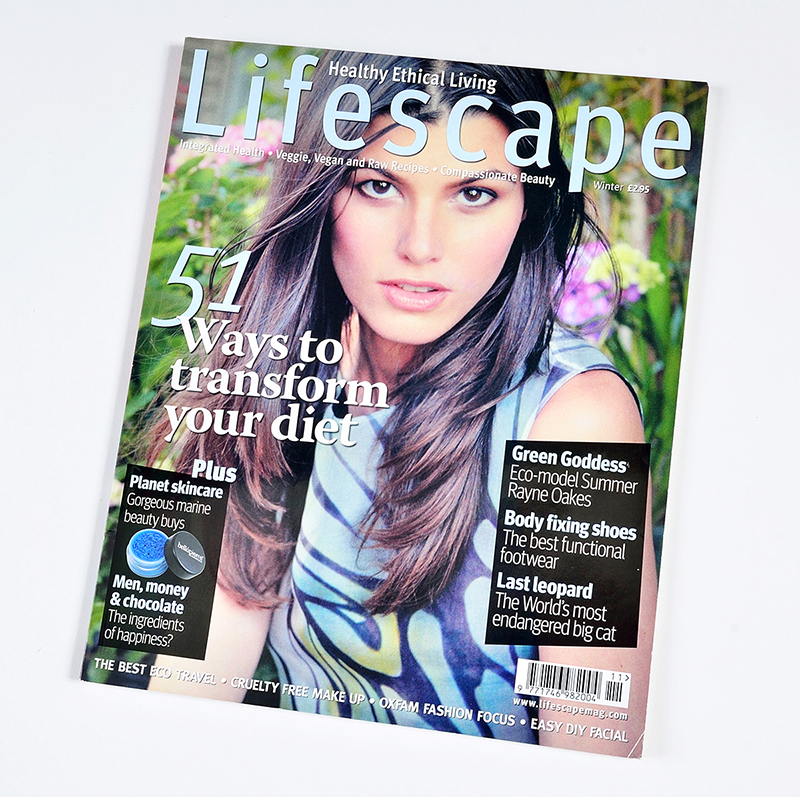 Healthy Ethical Living
Lifescape
Integrated Health • Veggie, Vegan and Raw Recipes • Compassionate Beauty
Winter £2.95
51
Ways to
transform
your diet
Plus
Planet skincare
Gorgeous marine
beauty buys
bellápierre
Men, money
& chocolate
The ingredients
of happiness?
Green Goddess
Eco-model Summer
Rayne Oakes
Body fixing shoes
The best functional
footwear
Last leopard
The World's most
endangered big cat
11>
9 771746 982004
www.lifescapemag.com
THE BEST ECO TRAVEL • CRUELTY FREE MAKE UP • OXFAM FASHION FOCUS • EASY DIY FACIAL